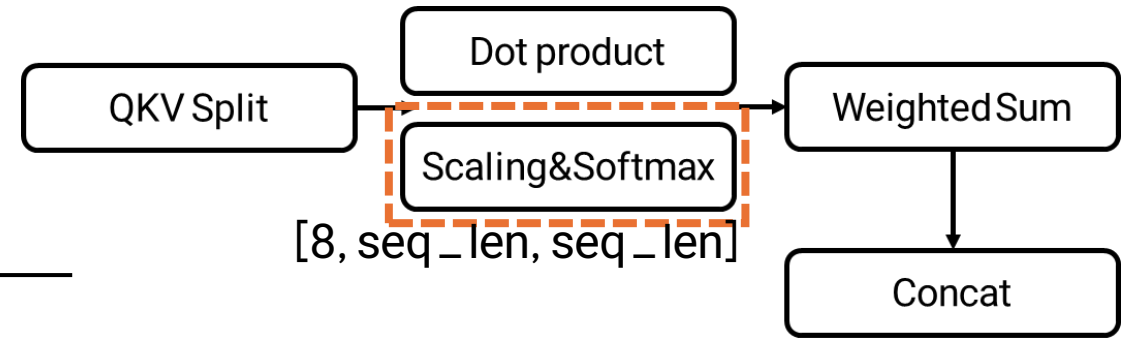 QKV Split
Dot product
Scaling&Softmax
[8, seq_len, seq_len]
Weighted Sum
Concat